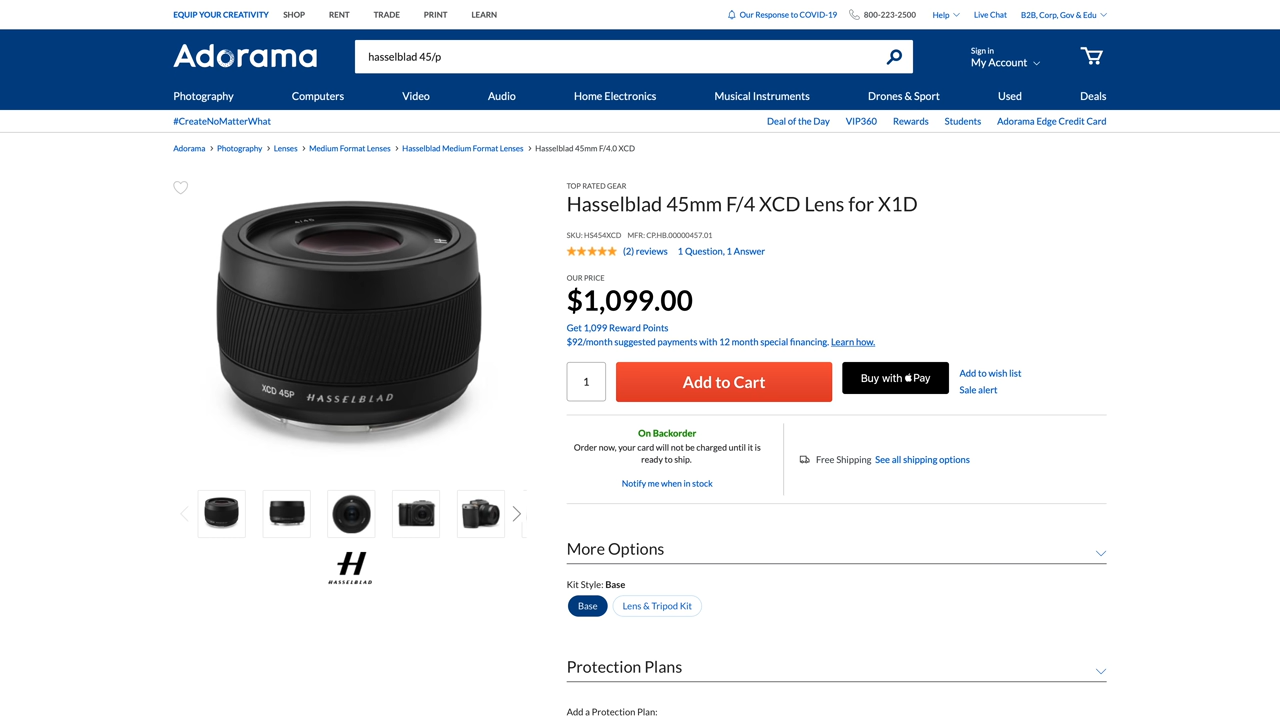 EQUIP YOUR CREATIVITY SHOP RENT TRADE PRINT LEARN
Our Response to COVID-19 800-223-2500 Help Live Chat B2B, Corp, Gov & Edu
Adorama
hasselblad 45/p
Sign in
My Account
Photography Computers Video Audio Home Electronics Musical Instruments Drones & Sport Used Deals
#CreateNoMatterWhat Deal of the Day VIP360 Rewards Students Adorama Edge Credit Card
Adorama > Photography > Lenses > Medium Format Lenses > Hasselblad Medium Format Lenses > Hasselblad 45mm F/4.0 XCD
4/45
H
XCD 45P HASSELBLAD
H
HASSELBLAD
TOP RATED GEAR
Hasselblad 45mm F/4 XCD Lens for X1D
SKU: HS454XCD MFR: CP.HB.00000457.01
(2) reviews 1 Question, 1 Answer
OUR PRICE
$1,099.00
Get 1,099 Reward Points
$92/month suggested payments with 12 month special financing. Learn how.
1 Add to Cart Buy with Pay
Add to wish list
Sale alert
On Backorder
Order now, your card will not be charged until it is
ready to ship.
Notify me when in stock
Free Shipping See all shipping options
More Options
Kit Style: Base
Base Lens & Tripod Kit
Protection Plans
Add a Protection Plan: